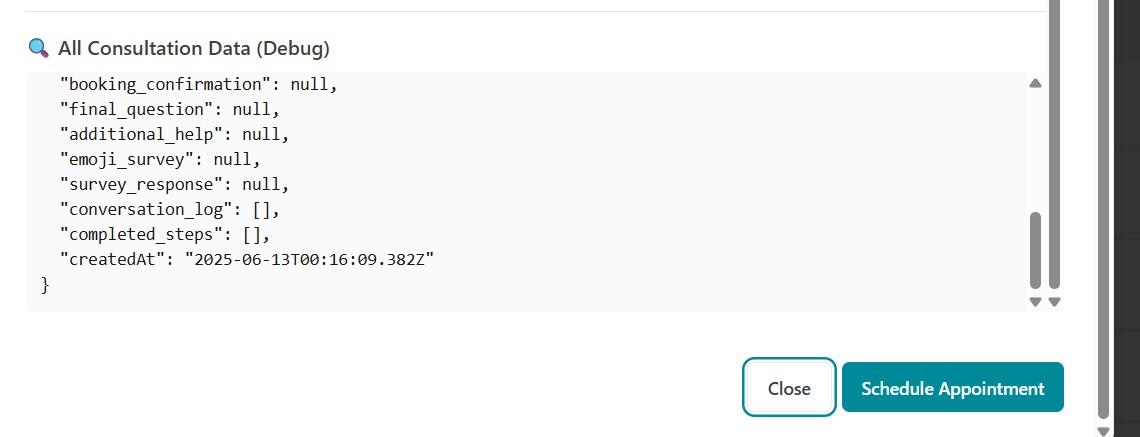 All Consultation Data (Debug)
"booking_confirmation": null,
"final_question": null,
"additional_help": null,
"emoji_survey": null,
"survey_response": null,
"conversation_log": [],
"completed_steps": [],
"createdAt": "2025-06-13T00:16:09.382Z"
}
Close
Schedule Appointment